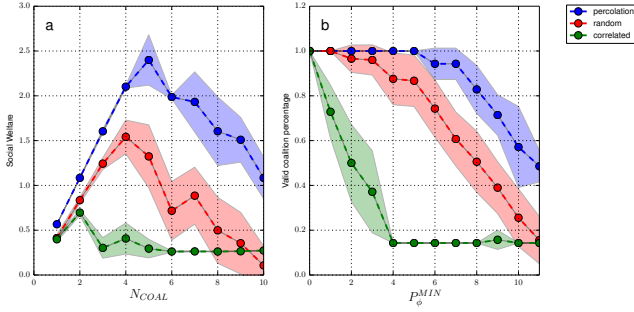 a
Social Welfare
3.0
2.5
2.0
1.5
1.0
0.5
0.0
0 2 4 6 8 10
N_{COAL}
b
Valid coalition percentage
1.2
1.0
0.8
0.6
0.4
0.2
0.0
0 2 4 6 8 10
P_ϕ^{MIN}
percolation
random
correlated